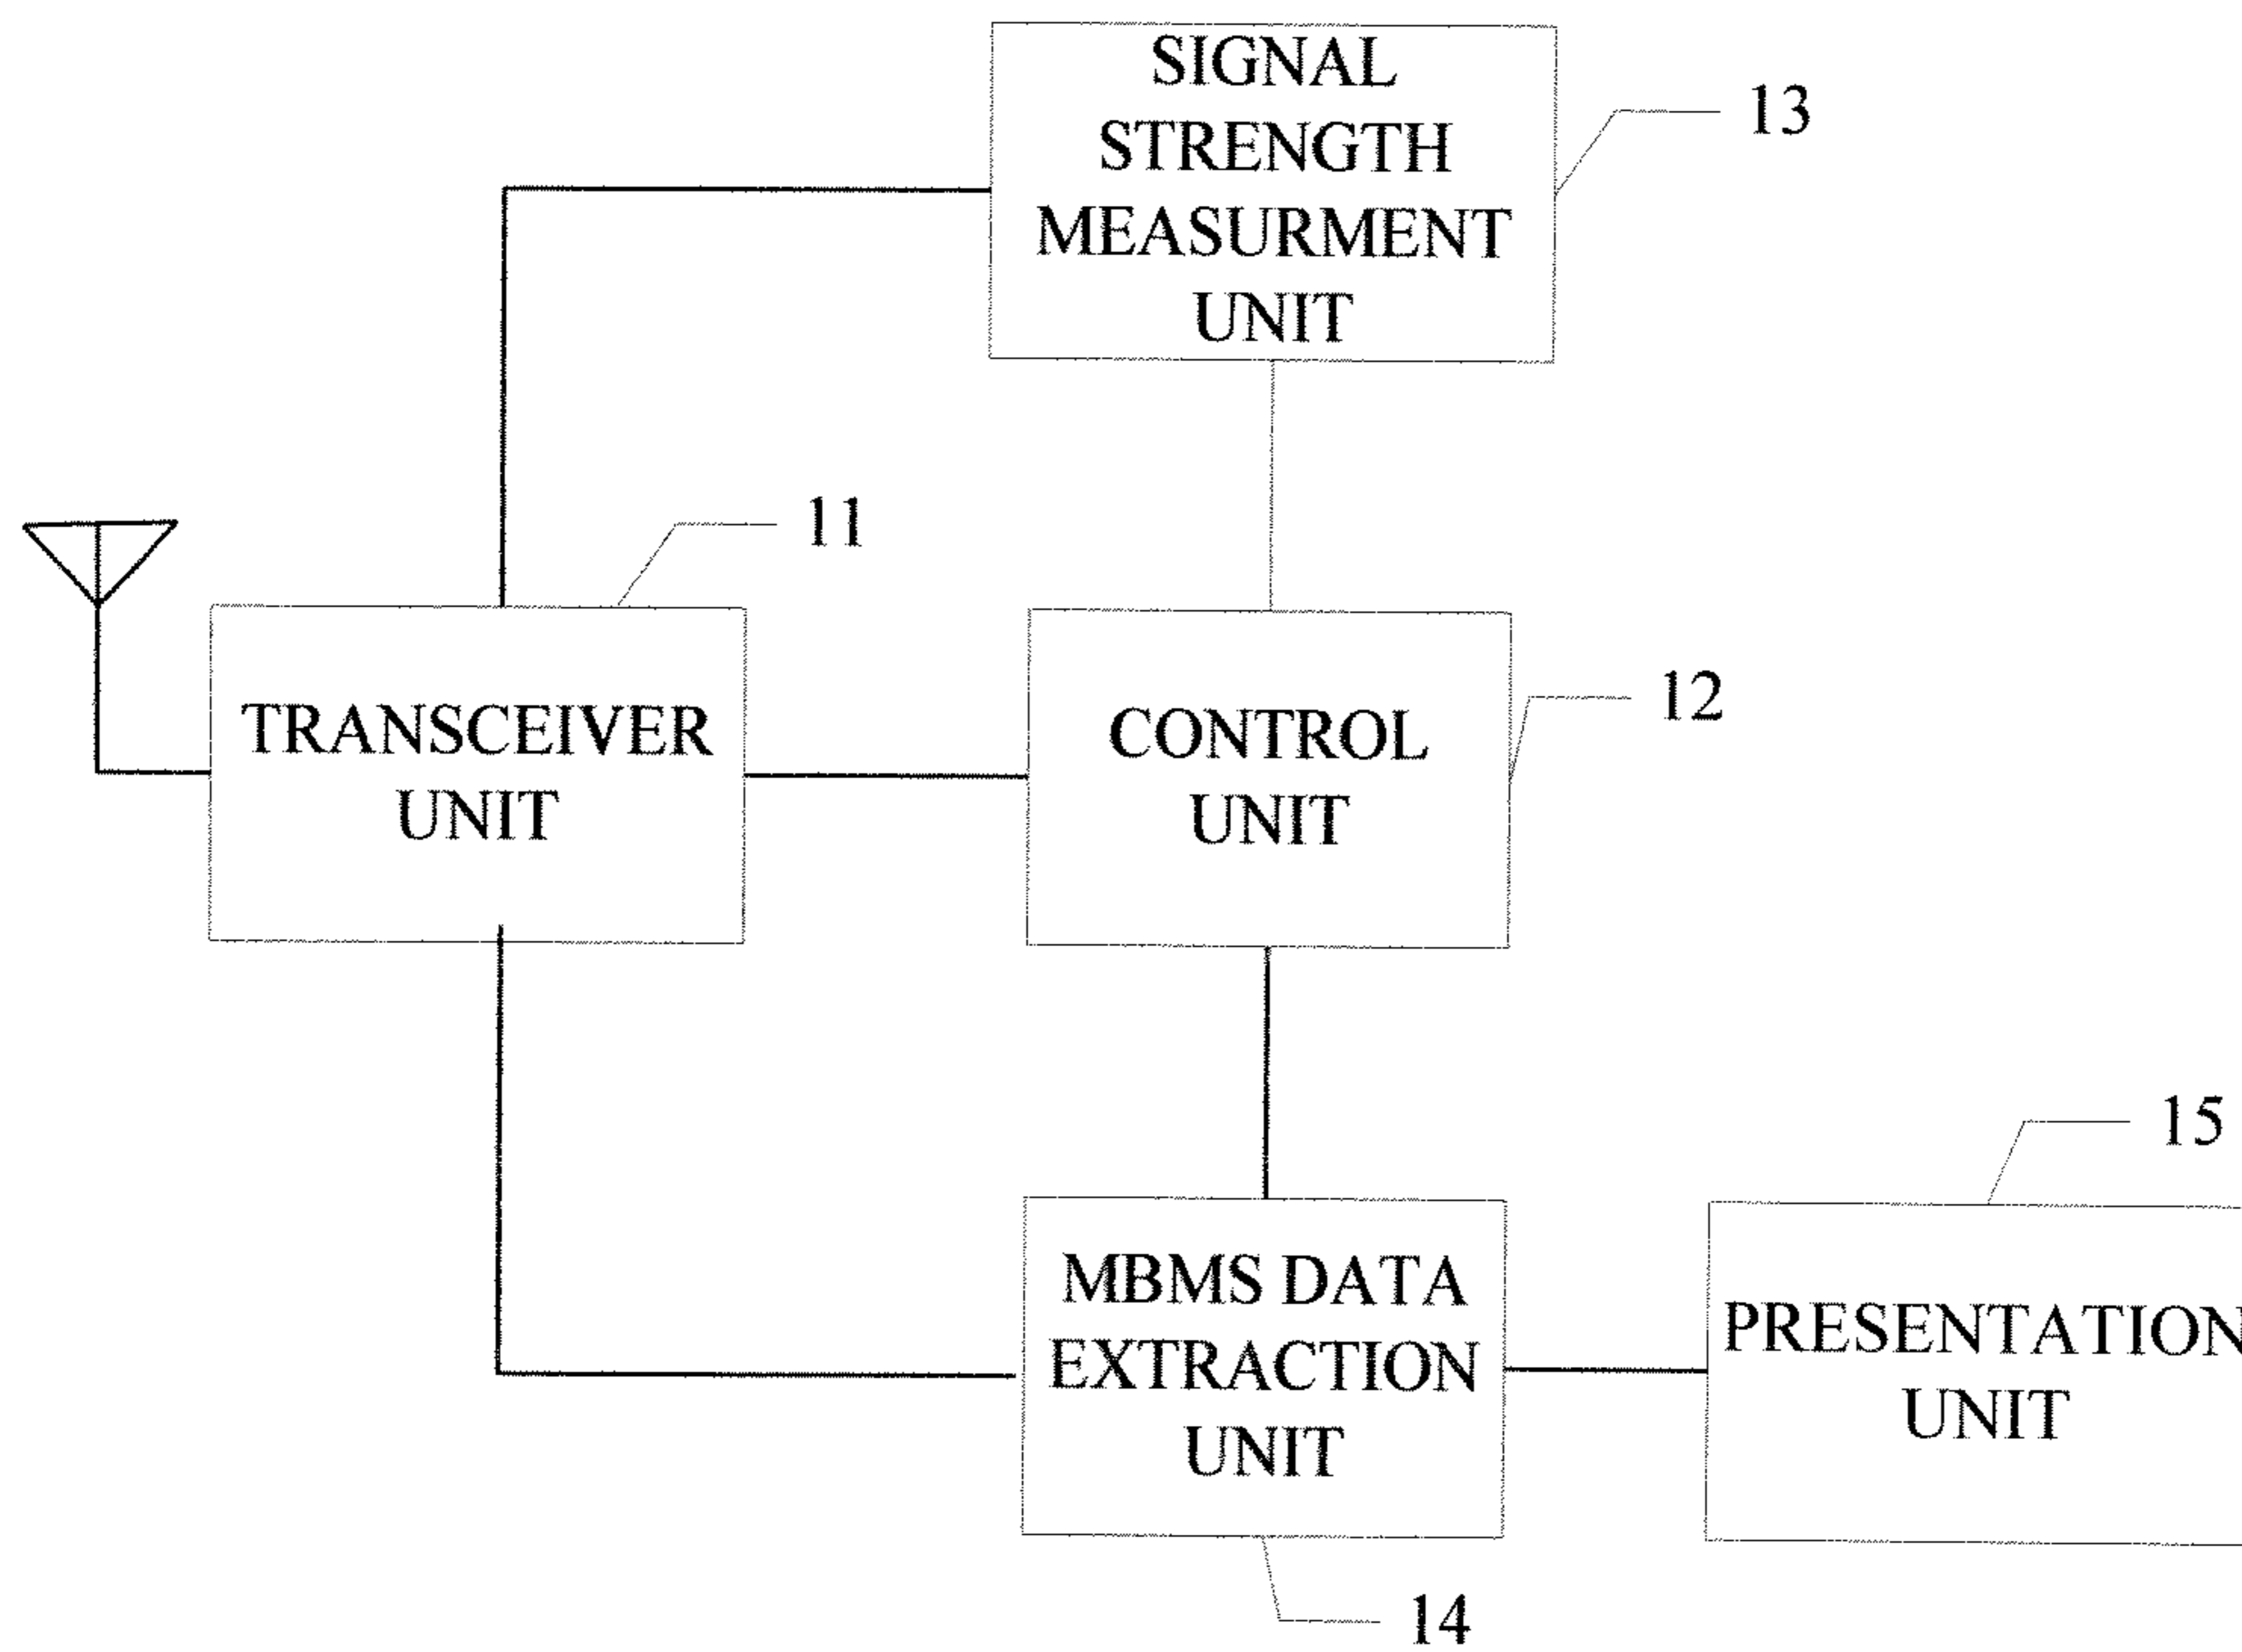 SIGNAL
STRENGTH
MEASURMENT
UNIT
13
11
TRANSCEIVER
UNIT
CONTROL
UNIT
12
15
MBMS DATA
EXTRACTION
UNIT
PRESENTATION
UNIT
14